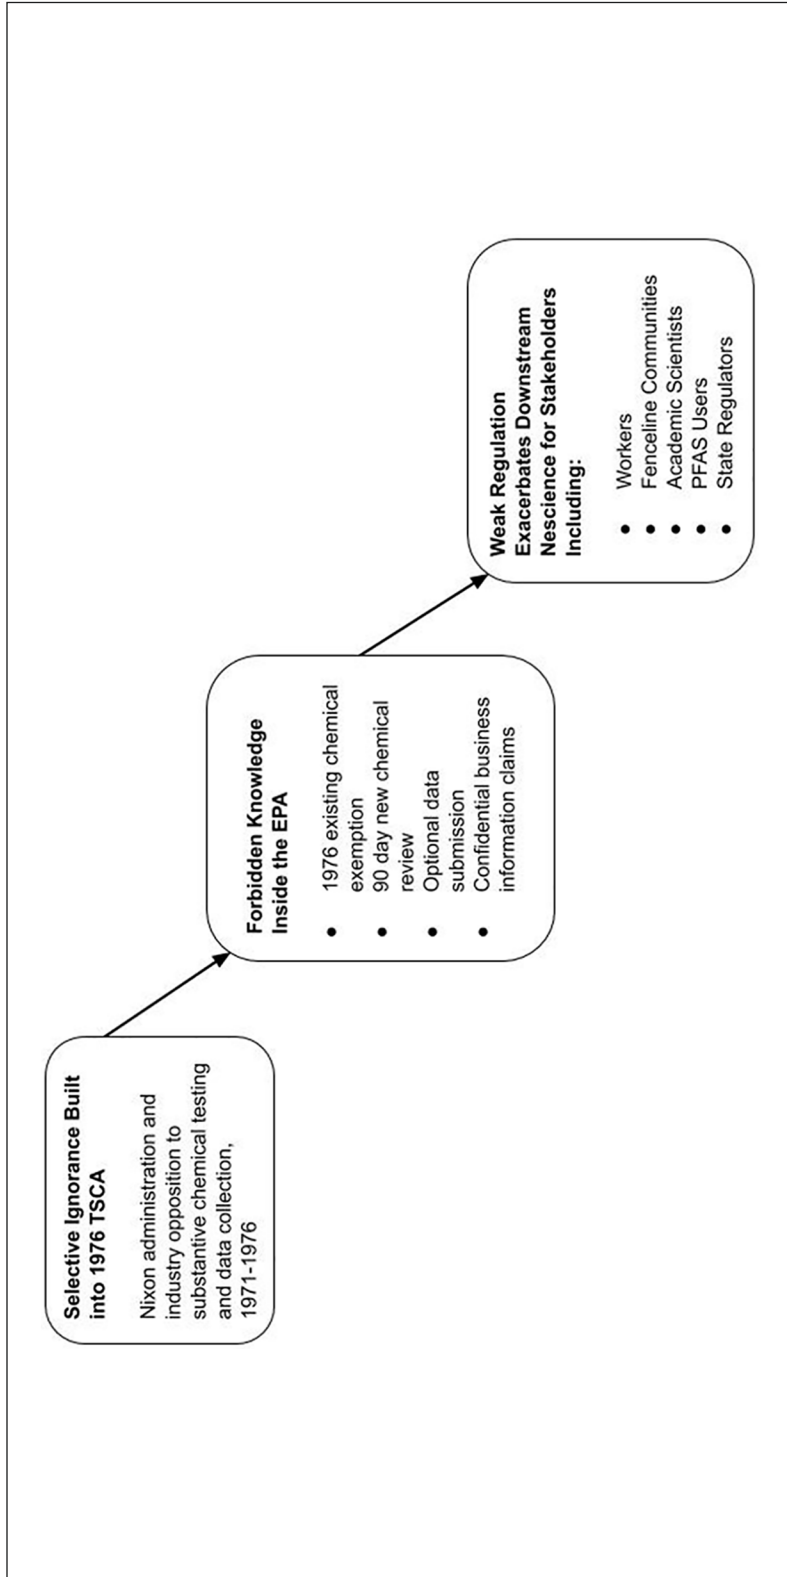 Selective Ignorance Built
into 1976 TSCA
Nixon administration and
industry opposition to
substantive chemical testing
and data collection,
1971-1976
Forbidden Knowledge
Inside the EPA
● 1976 existing chemical
exemption
● 90 day new chemical
review
● Optional data
submission
● Confidential business
information claims
Weak Regulation
Exacerbates Downstream
Nescience for Stakeholders
Including:
● Workers
● Fenceline Communities
● Academic Scientists
● PFAS Users
● State Regulators